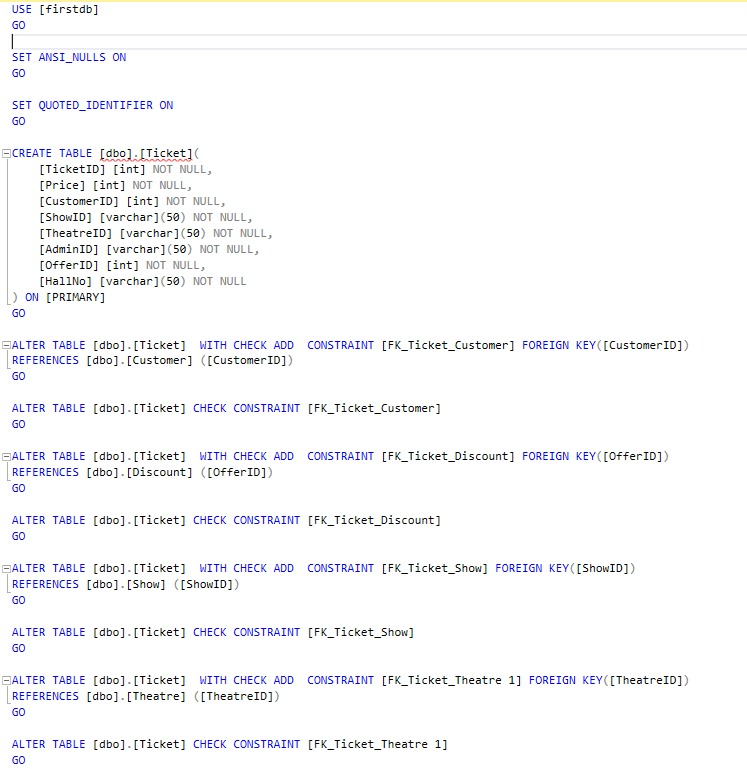 USE [firstdb]
GO
SET ANSI_NULLS ON
GO
SET QUOTED_IDENTIFIER ON
GO
CREATE TABLE [dbo].[Ticket](
[TicketID] [int] NOT NULL,
[Price] [int] NOT NULL,
[CustomerID] [int] NOT NULL,
[ShowID] [varchar](50) NOT NULL,
[TheatreID] [varchar](50) NOT NULL,
[AdminID] [varchar](50) NOT NULL,
[OfferID] [int] NOT NULL,
[HallNo] [varchar](50) NOT NULL
) ON [PRIMARY]
GO
ALTER TABLE [dbo].[Ticket]  WITH CHECK ADD  CONSTRAINT [FK_Ticket_Customer] FOREIGN KEY([CustomerID])
REFERENCES [dbo].[Customer] ([CustomerID])
GO
ALTER TABLE [dbo].[Ticket] CHECK CONSTRAINT [FK_Ticket_Customer]
GO
ALTER TABLE [dbo].[Ticket]  WITH CHECK ADD  CONSTRAINT [FK_Ticket_Discount] FOREIGN KEY([OfferID])
REFERENCES [dbo].[Discount] ([OfferID])
GO
ALTER TABLE [dbo].[Ticket] CHECK CONSTRAINT [FK_Ticket_Discount]
GO
ALTER TABLE [dbo].[Ticket]  WITH CHECK ADD  CONSTRAINT [FK_Ticket_Show] FOREIGN KEY([ShowID])
REFERENCES [dbo].[Show] ([ShowID])
GO
ALTER TABLE [dbo].[Ticket] CHECK CONSTRAINT [FK_Ticket_Show]
GO
ALTER TABLE [dbo].[Ticket]  WITH CHECK ADD  CONSTRAINT [FK_Ticket_Theatre 1] FOREIGN KEY([TheatreID])
REFERENCES [dbo].[Theatre] ([TheatreID])
GO
ALTER TABLE [dbo].[Ticket] CHECK CONSTRAINT [FK_Ticket_Theatre 1]
GO